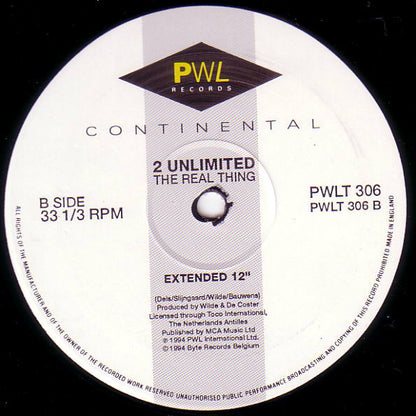 PWL
RECORDS
CONTINENTAL
2 UNLIMITED
THE REAL THING
B SIDE
33 1/3 RPM
PWLT 306
PWLT 306 B
EXTENDED 12"
(Dels/Slijngaard/Wilde/Bauwens)
Produced by Wilde & De Coster
Licensed through Toco International,
The Netherlands Antilles
Published by MCA Music Ltd
℗ 1994 PWL International Ltd.
© 1994 Byte Records Belgium
ALL RIGHTS OF THE MANUFACTURER AND OF THE OWNER OF THE RECORDED WORK RESERVED UNAUTHORISED PUBLIC PERFORMANCE BROADCASTING AND COPYING OF THIS RECORD PROHIBITED MADE IN ENGLAND